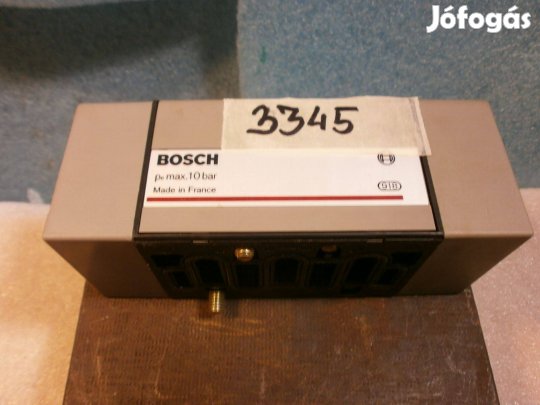 Jófogás
3345
BOSCH
pe max. 10 bar
Made in France